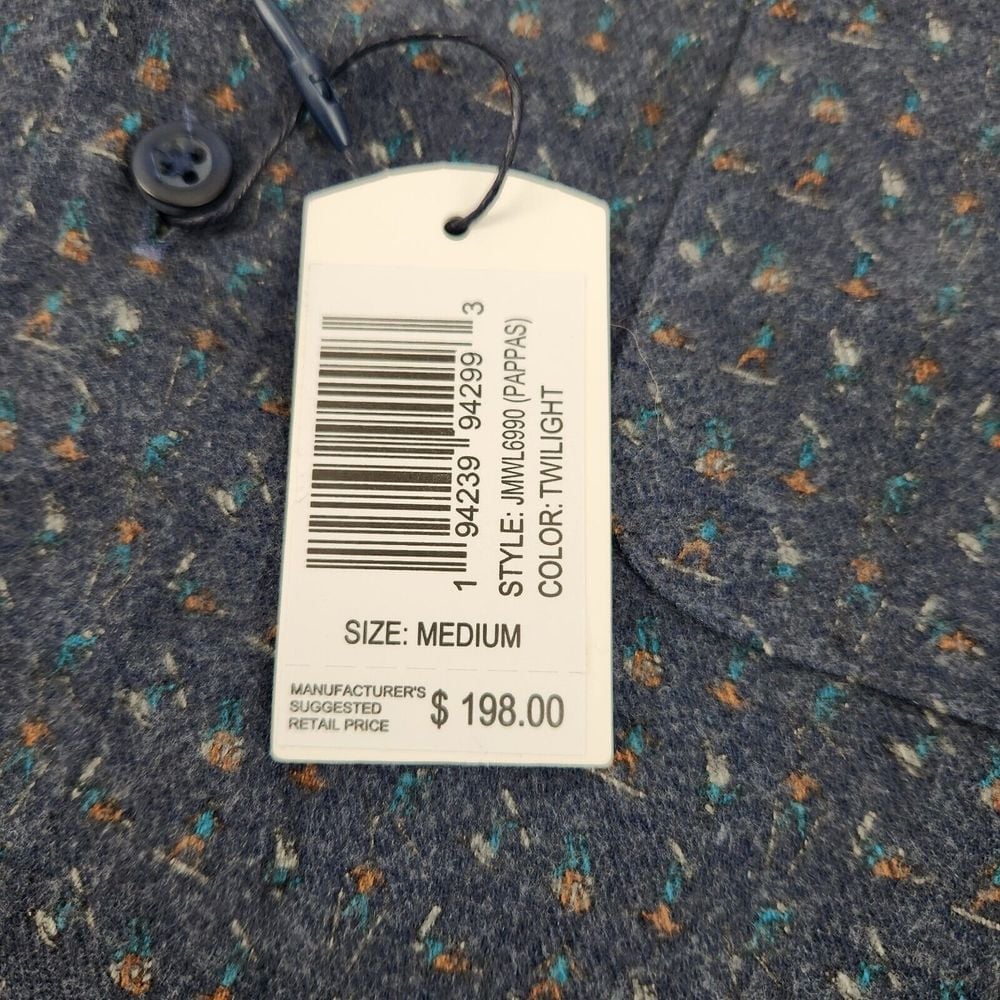 1 94239 94299 3
STYLE: JMWL6990 (PAPPAS)
COLOR: TWILIGHT
SIZE: MEDIUM
MANUFACTURER'S
SUGGESTED
RETAIL PRICE
$ 198.00